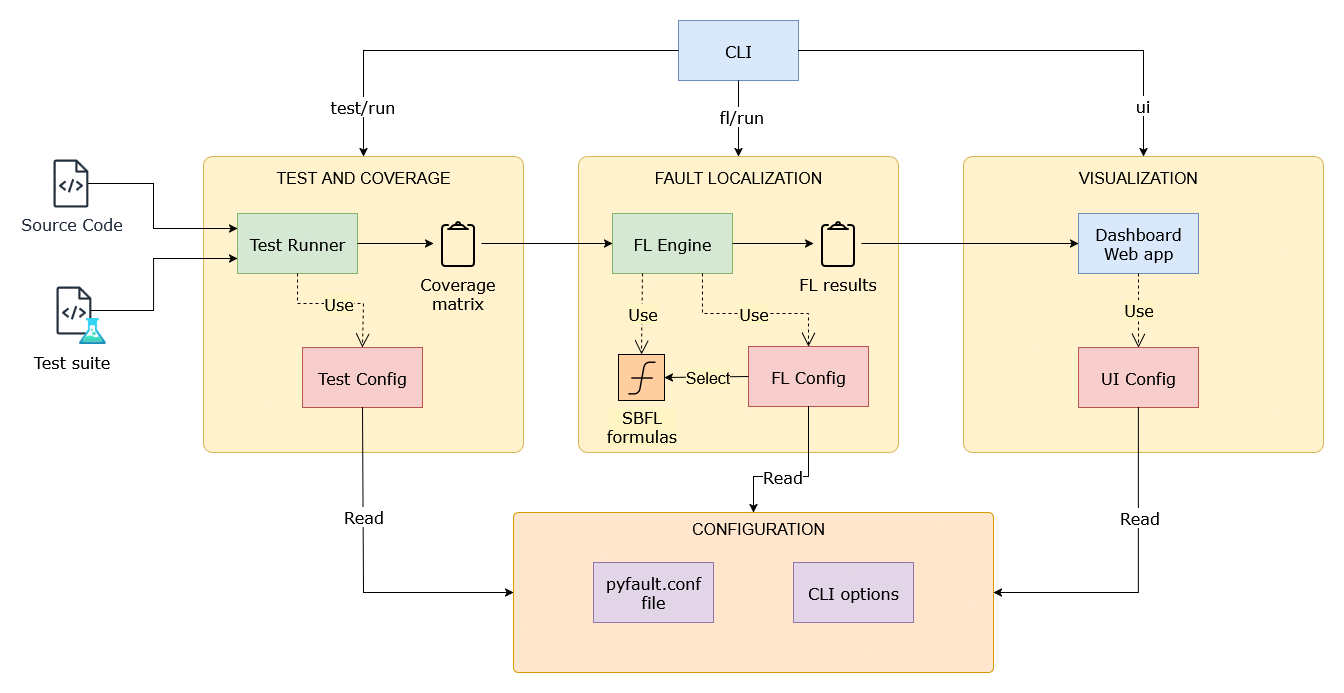 CLI
test/run
fl/run
ui
Source Code
Test suite
TEST AND COVERAGE
Test Runner
Coverage
matrix
Use
Test Config
FAULT LOCALIZATION
FL Engine
FL results
Use
Use
SBFL
formulas
Select
FL Config
VISUALIZATION
Dashboard
Web app
Use
UI Config
Read
Read
Read
CONFIGURATION
pyfault.conf
file
CLI options